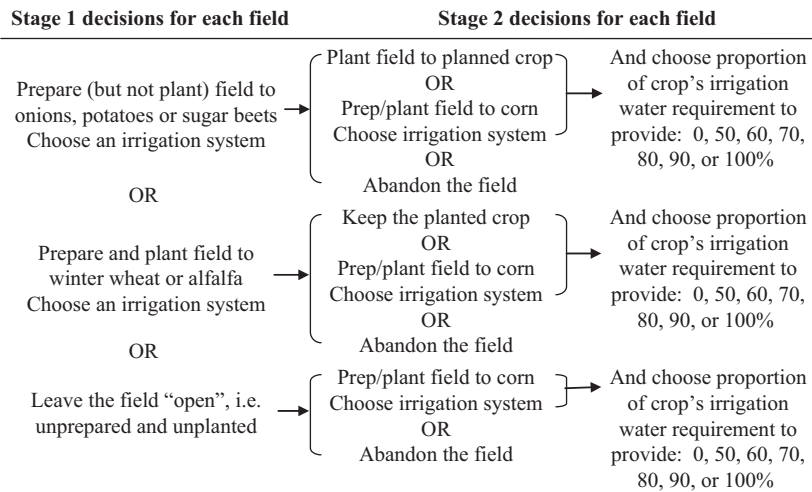 Stage 1 decisions for each field
Stage 2 decisions for each field
Prepare (but not plant) field to
onions, potatoes or sugar beets
Choose an irrigation system
Plant field to planned crop
OR
Prep/plant field to corn
Choose irrigation system
OR
Abandon the field
And choose proportion
of crop's irrigation
water requirement to
provide: 0, 50, 60, 70,
80, 90, or 100%
OR
Prepare and plant field to
winter wheat or alfalfa
Choose an irrigation system
Keep the planted crop
OR
Prep/plant field to corn
Choose irrigation system
OR
Abandon the field
And choose proportion
of crop's irrigation
water requirement to
provide: 0, 50, 60, 70,
80, 90, or 100%
OR
Leave the field “open”, i.e.
unprepared and unplanted
Prep/plant field to corn
Choose irrigation system
OR
Abandon the field
And choose proportion
of crop's irrigation
water requirement to
provide: 0, 50, 60, 70,
80, 90, or 100%